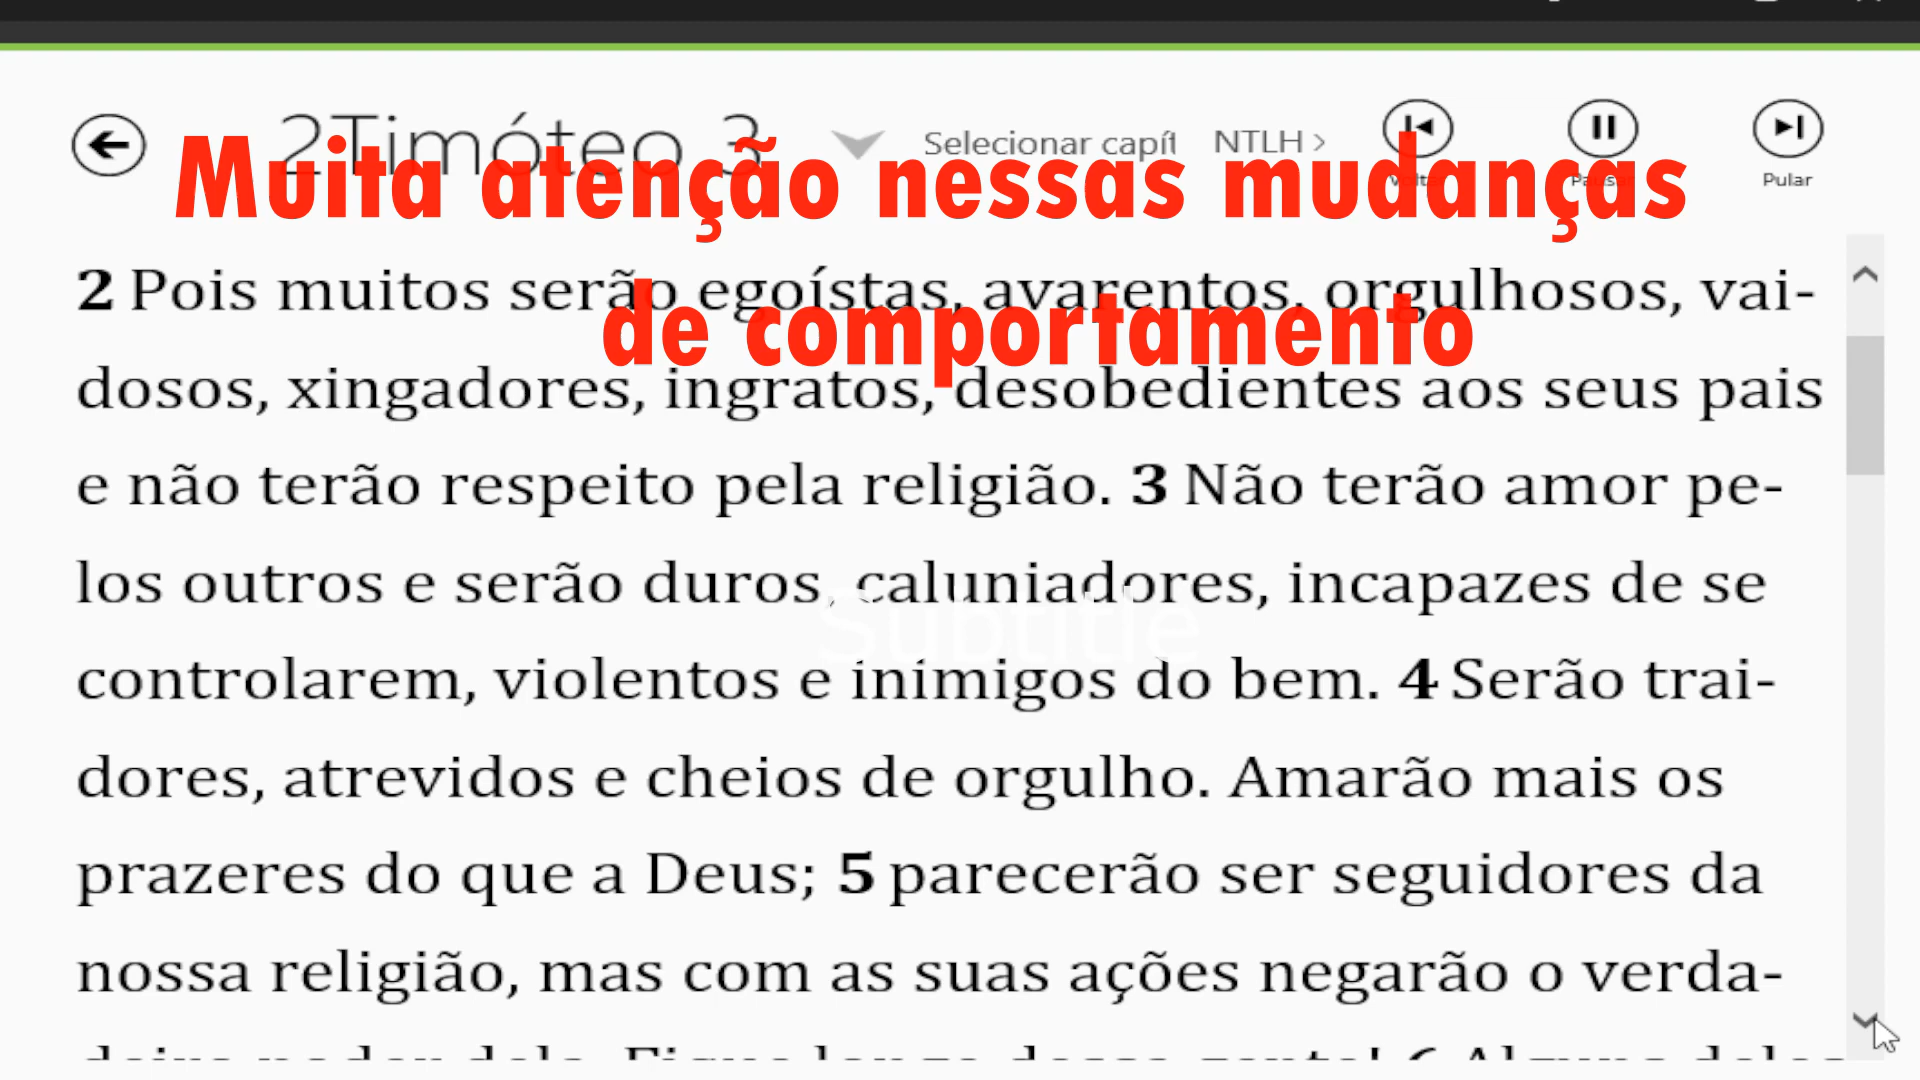 2Timóteo 3
Selecionar capít
NTLH >
Voltar
Pausar
Pular
Muita atenção nessas mudanças
de comportamento
2 Pois muitos serão egoístas, avarentos, orgulhosos, vai-
dosos, xingadores, ingratos, desobedientes aos seus pais
e não terão respeito pela religião. 3 Não terão amor pe-
los outros e serão duros, caluniadores, incapazes de se
Subtitle
controlarem, violentos e inimigos do bem. 4 Serão trai-
dores, atrevidos e cheios de orgulho. Amarão mais os
prazeres do que a Deus; 5 parecerão ser seguidores da
nossa religião, mas com as suas ações negarão o verda-